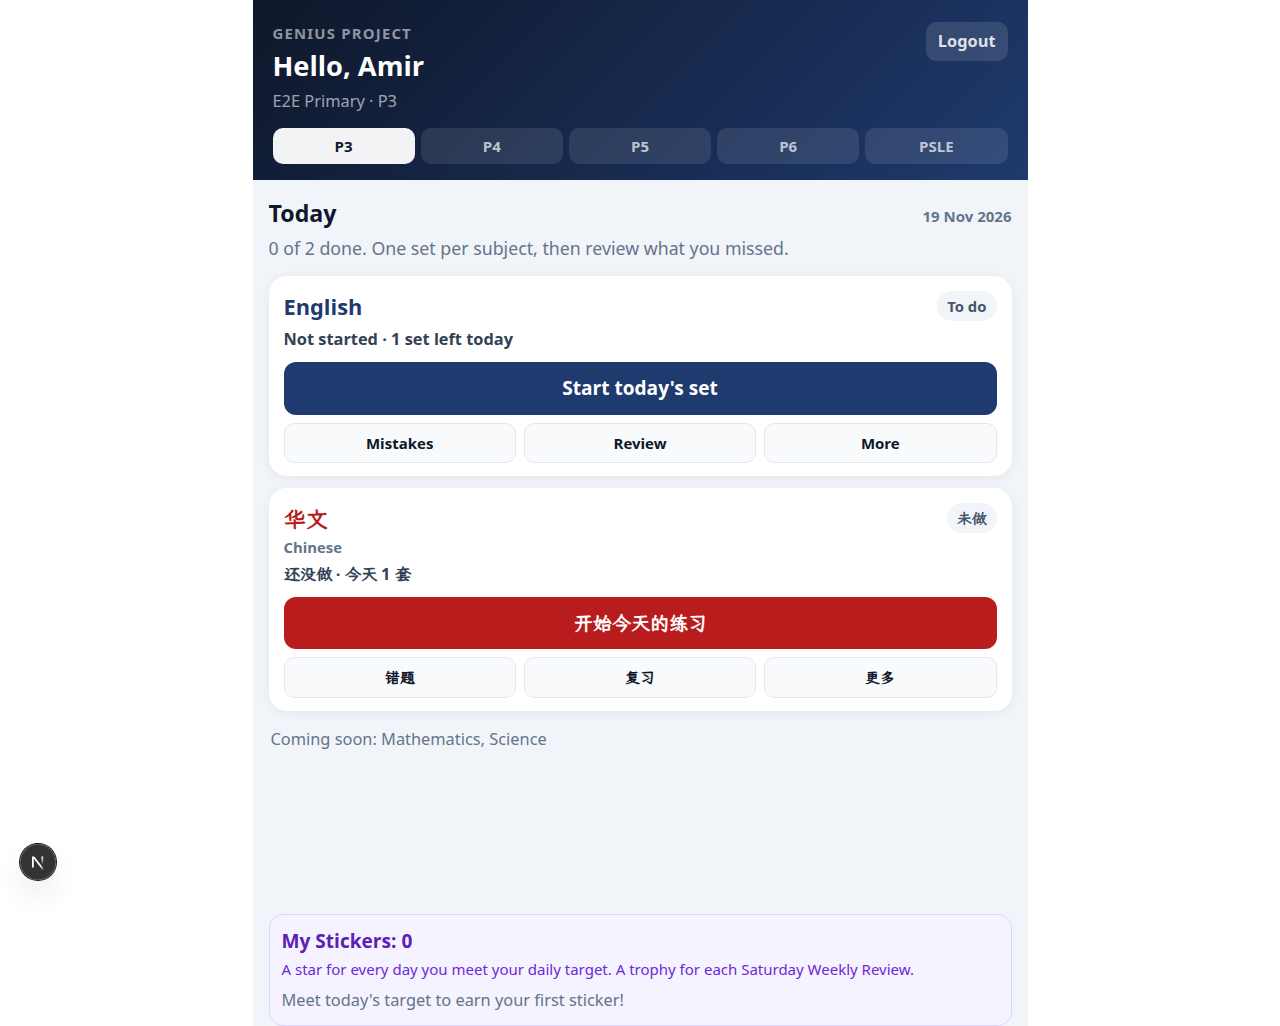 GENIUS PROJECT
Logout
Hello, Amir
E2E Primary · P3
P3 P4 P5 P6 PSLE
Today
19 Nov 2026
0 of 2 done. One set per subject, then review what you missed.
English
To do
Not started · 1 set left today
Start today's set
Mistakes Review More
华文
未做
Chinese
还没做 · 今天 1 套
开始今天的练习
错题 复习 更多
Coming soon: Mathematics, Science
N
My Stickers: 0
A star for every day you meet your daily target. A trophy for each Saturday Weekly Review.
Meet today's target to earn your first sticker!